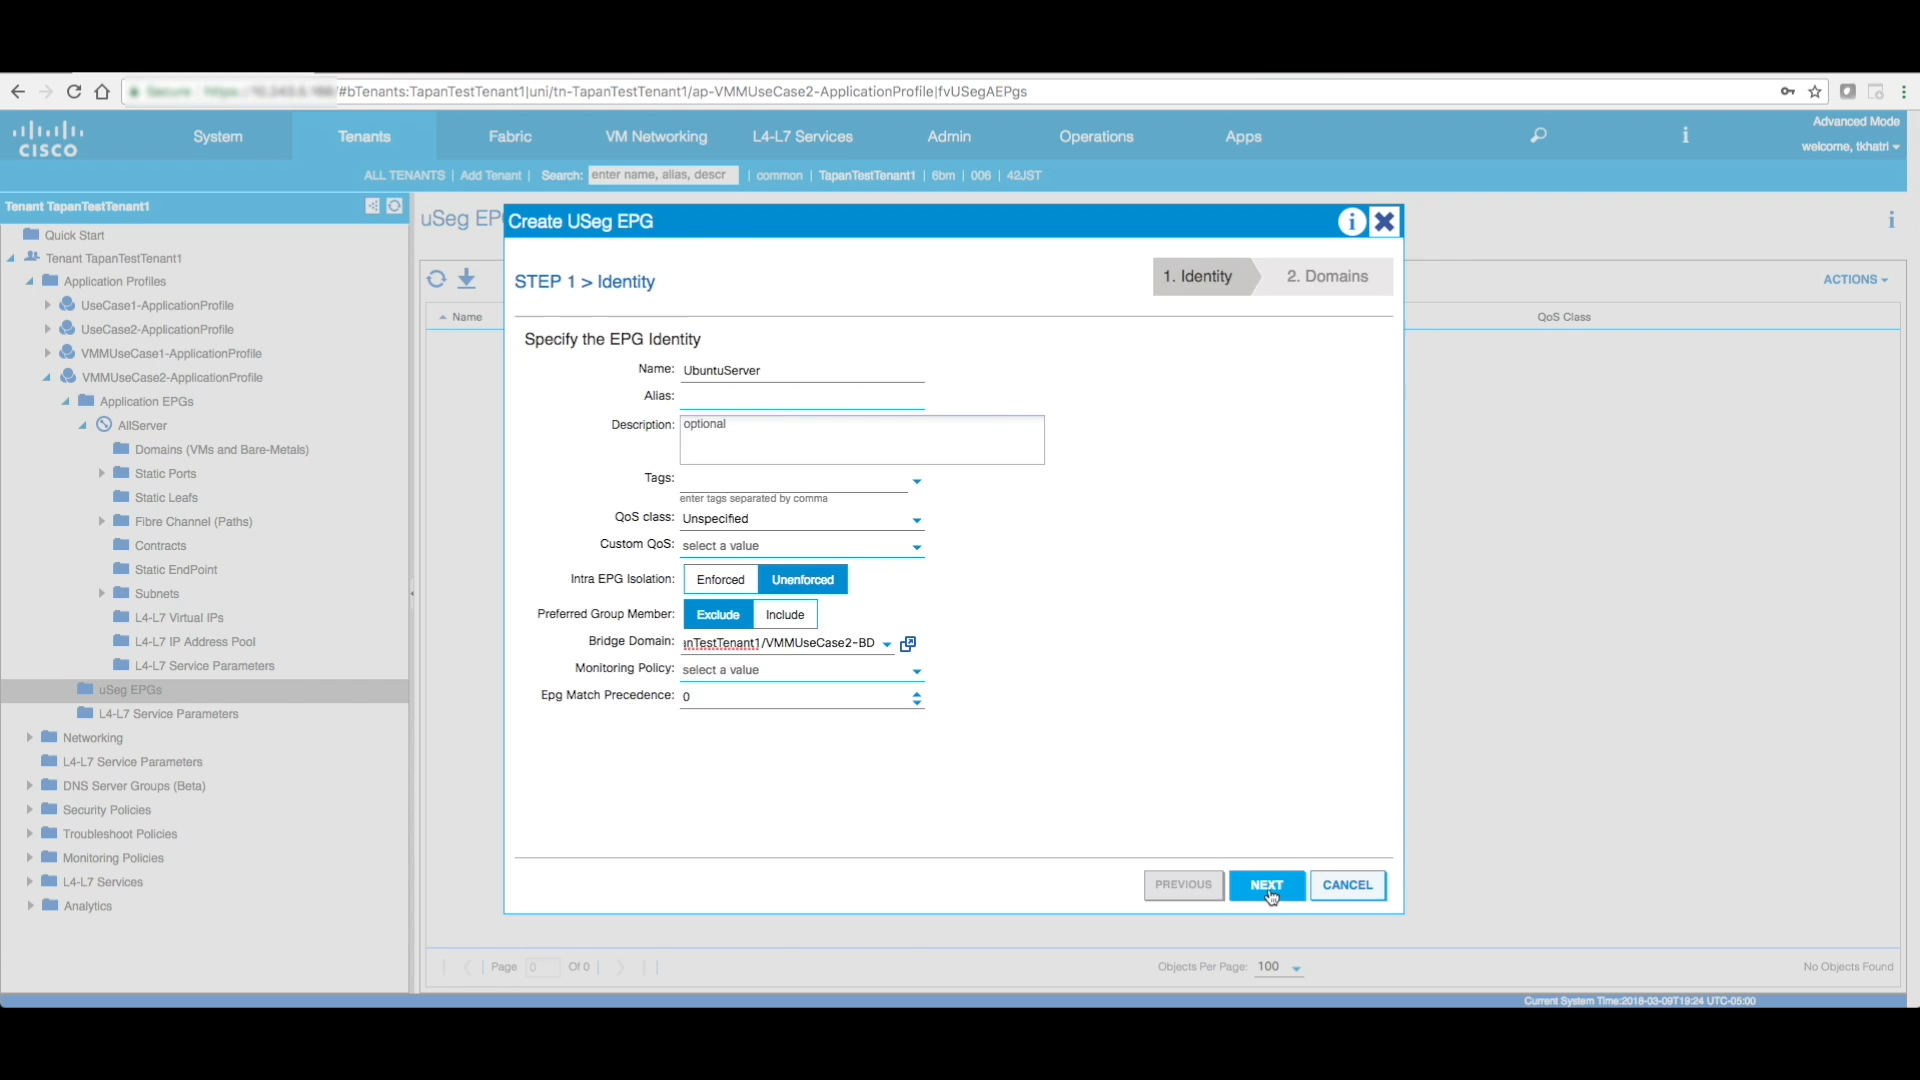 #bTenants:TapanTestTenant1|uni/tn-TapanTestTenant1/ap-VMMUseCase2-ApplicationProfile|fvUSegAEPgs
CISCO
System
Tenants
Fabric
VM Networking
L4-L7 Services
Admin
Operations
Apps
Advanced Mode
welcome, tkhatri
ALL TENANTS | Add Tenant | Search: enter name, alias, descr | common | TapanTestTenant1 | 6bm | 006 | 42JST
Tenant TapanTestTenant1
Quick Start
Tenant TapanTestTenant1
Application Profiles
UseCase1-ApplicationProfile
UseCase2-ApplicationProfile
VMMUseCase1-ApplicationProfile
VMMUseCase2-ApplicationProfile
Application EPGs
AllServer
Domains (VMs and Bare-Metals)
Static Ports
Static Leafs
Fibre Channel (Paths)
Contracts
Static EndPoint
Subnets
L4-L7 Virtual IPs
L4-L7 IP Address Pool
L4-L7 Service Parameters
uSeg EPGs
L4-L7 Service Parameters
Networking
L4-L7 Service Parameters
DNS Server Groups (Beta)
Security Policies
Troubleshoot Policies
Monitoring Policies
L4-L7 Services
Analytics
uSeg EP
ACTIONS
Name
QoS Class
Create USeg EPG
STEP 1 > Identity
1. Identity
2. Domains
Specify the EPG Identity
Name: UbuntuServer
Alias:
Description: optional
Tags:
enter tags separated by comma
QoS class: Unspecified
Custom QoS: select a value
Intra EPG Isolation: Enforced Unenforced
Preferred Group Member: Exclude Include
Bridge Domain: nTestTenant1/VMMUseCase2-BD
Monitoring Policy: select a value
Epg Match Precedence: 0
PREVIOUS
NEXT
CANCEL
Page 0 Of 0
Objects Per Page: 100
No Objects Found
Current System Time:2018-03-09T19:24 UTC-05:00